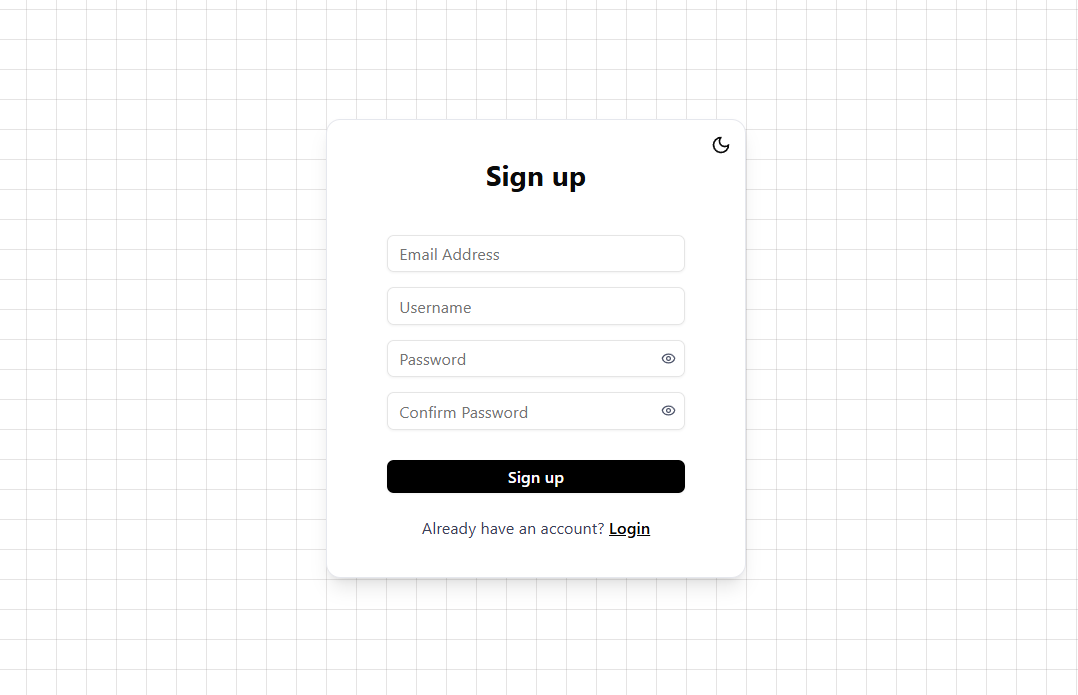 Sign up
Email Address
Username
Password
Confirm Password
Sign up
Already have an account? Login